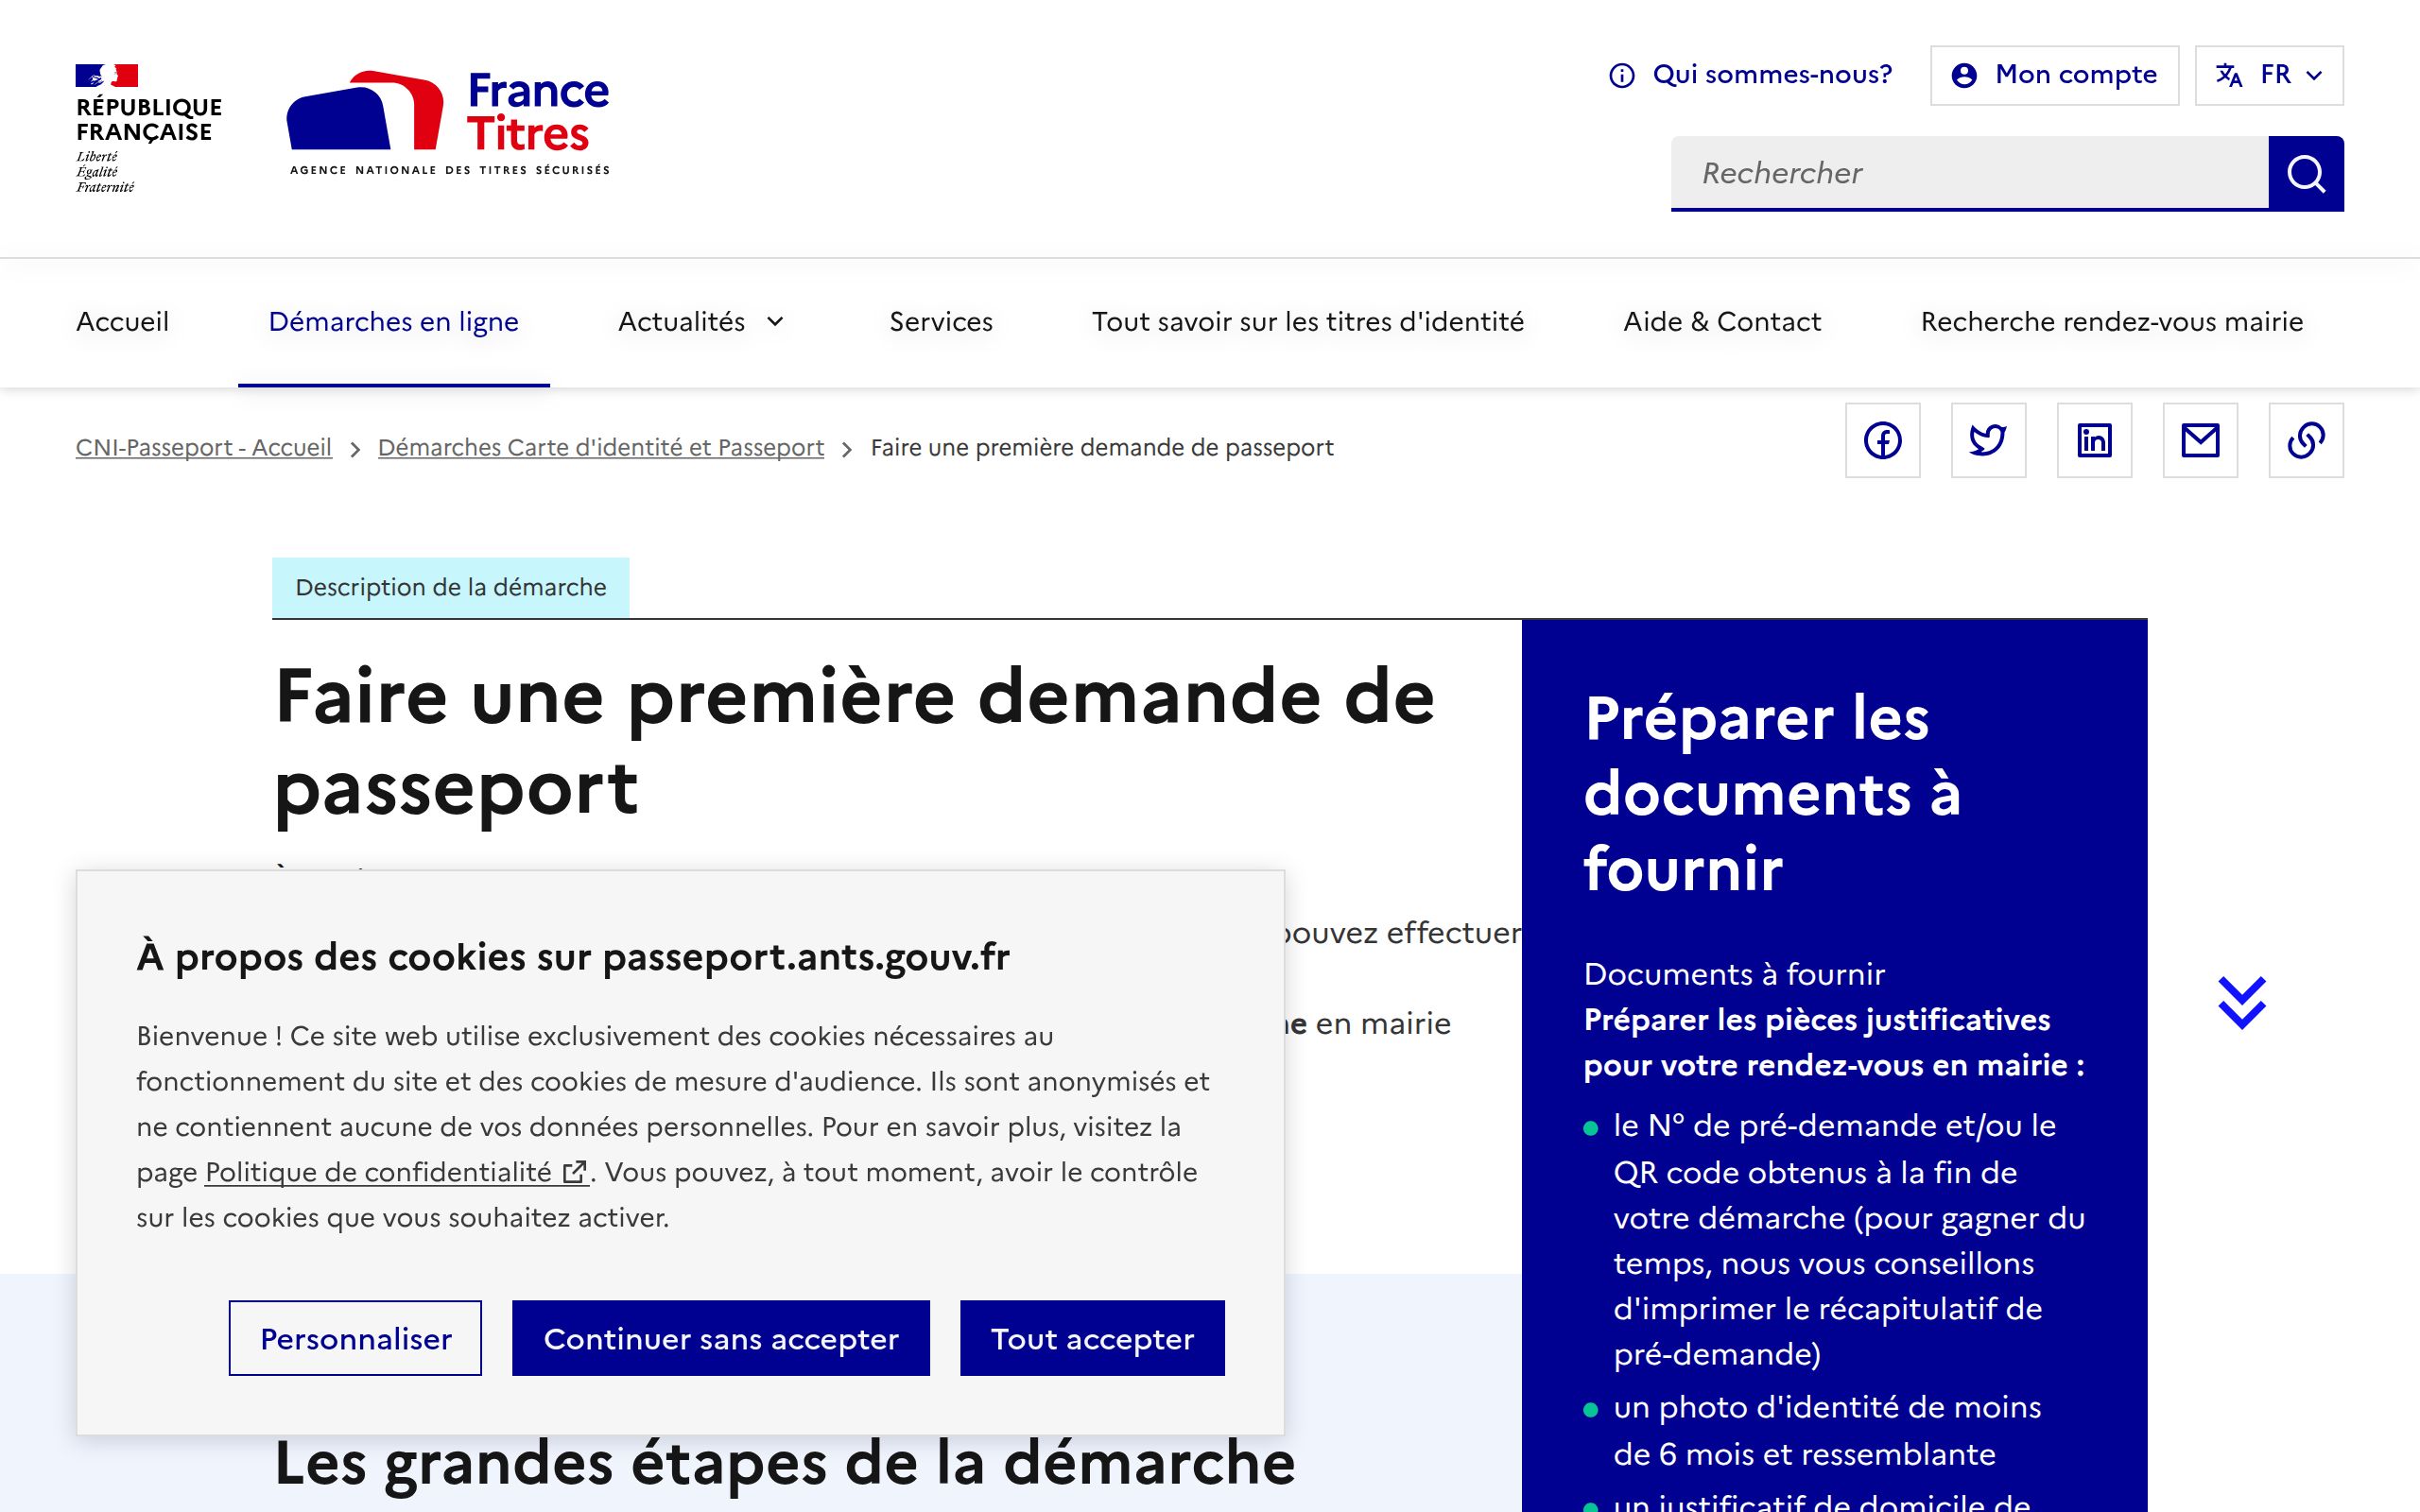 RÉPUBLIQUE
FRANÇAISE
Liberté
Égalité
Fraternité
France
Titres
AGENCE NATIONALE DES TITRES SÉCURISÉS
Qui sommes-nous?
Mon compte
FR
Rechercher
Accueil
Démarches en ligne
Actualités
Services
Tout savoir sur les titres d'identité
Aide & Contact
Recherche rendez-vous mairie
CNI-Passeport - Accueil
Démarches Carte d'identité et Passeport
Faire une première demande de passeport
Description de la démarche
Faire une première demande de
passeport
pouvez effectuer
en mairie
À propos des cookies sur passeport.ants.gouv.fr
Bienvenue ! Ce site web utilise exclusivement des cookies nécessaires au
fonctionnement du site et des cookies de mesure d'audience. Ils sont anonymisés et
ne contiennent aucune de vos données personnelles. Pour en savoir plus, visitez la
page Politique de confidentialité. Vous pouvez, à tout moment, avoir le contrôle
sur les cookies que vous souhaitez activer.
Personnaliser
Continuer sans accepter
Tout accepter
Les grandes étapes de la démarche
Préparer les
documents à
fournir
Documents à fournir
Préparer les pièces justificatives
pour votre rendez-vous en mairie :
le N° de pré-demande et/ou le
QR code obtenus à la fin de
votre démarche (pour gagner du
temps, nous vous conseillons
d'imprimer le récapitulatif de
pré-demande)
un photo d'identité de moins
de 6 mois et ressemblante
un justificatif de domicile de